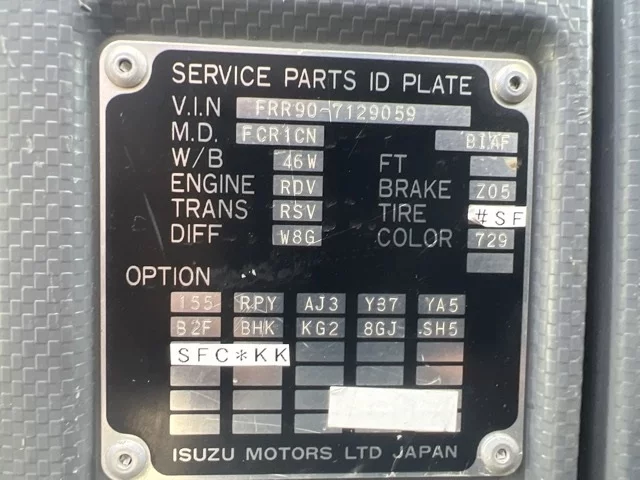 SERVICE PARTS ID PLATE
V.I.N FRR90-7129059
M.D. FCR1CN BIAF
W/B 46W FT
ENGINE RDV BRAKE Z05
TRANS RSV TIRE #SF
DIFF W8G COLOR 729
OPTION
155 RPY AJ3 Y37 YA5
B2F BHK KG2 8GJ SH5
SFC*KK
ISUZU MOTORS LTD JAPAN